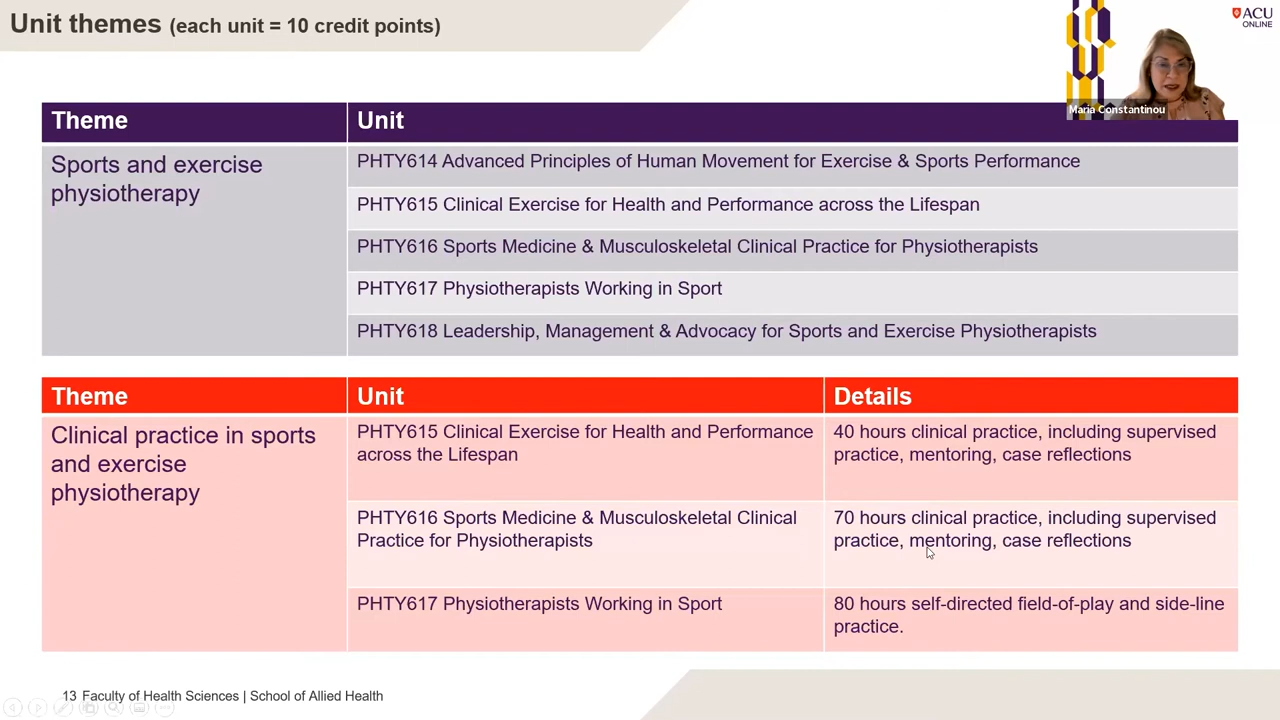 Unit themes (each unit = 10 credit points)
ACU
ONLINE
Maria Constantinou
Theme
Unit
Sports and exercise
physiotherapy
PHTY614 Advanced Principles of Human Movement for Exercise & Sports Performance
PHTY615 Clinical Exercise for Health and Performance across the Lifespan
PHTY616 Sports Medicine & Musculoskeletal Clinical Practice for Physiotherapists
PHTY617 Physiotherapists Working in Sport
PHTY618 Leadership, Management & Advocacy for Sports and Exercise Physiotherapists
Theme
Unit
Details
Clinical practice in sports
and exercise
physiotherapy
PHTY615 Clinical Exercise for Health and Performance
across the Lifespan
40 hours clinical practice, including supervised
practice, mentoring, case reflections
PHTY616 Sports Medicine & Musculoskeletal Clinical
Practice for Physiotherapists
70 hours clinical practice, including supervised
practice, mentoring, case reflections
PHTY617 Physiotherapists Working in Sport
80 hours self-directed field-of-play and side-line
practice.
13 Faculty of Health Sciences | School of Allied Health